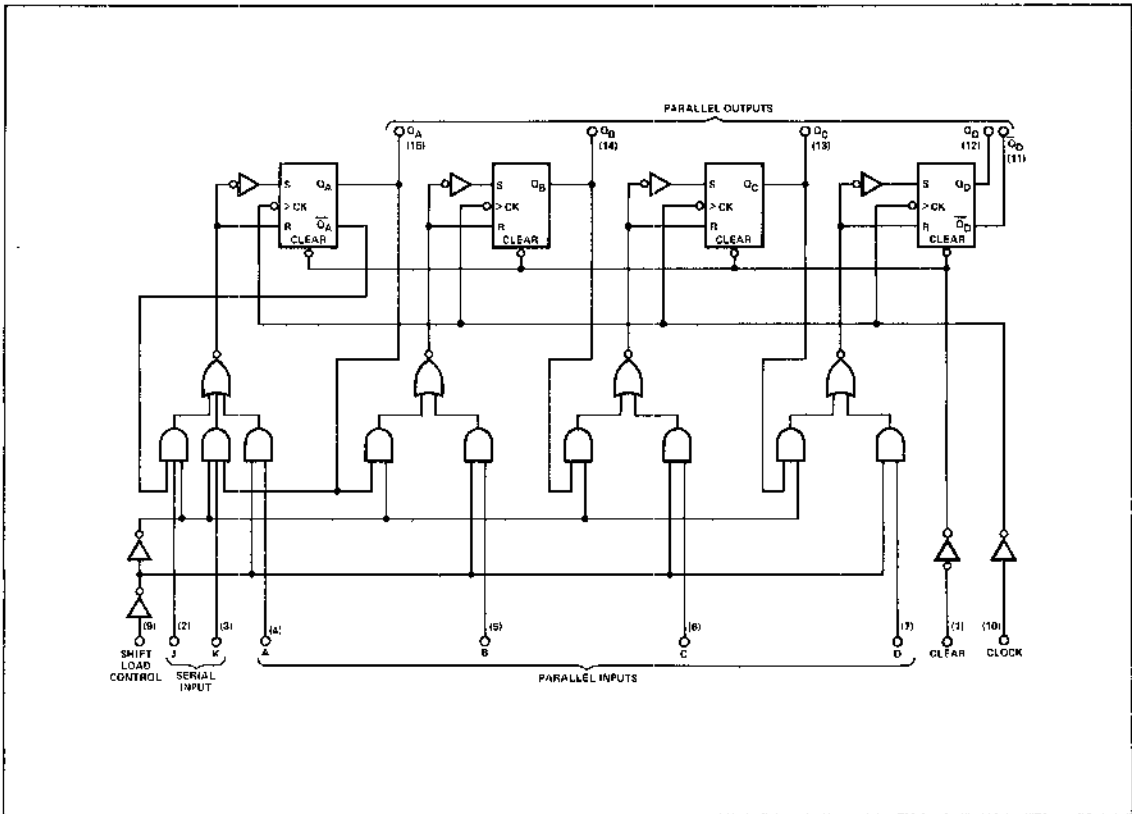 PARALLEL OUTPUTS
QA QB QC QD Q̅D
(15) (14) (13) (12) (11)
S QA S QB S QC S QD
>CK >CK >CK >CK
R Q̅A R R R Q̅D
CLEAR CLEAR CLEAR CLEAR
(9) (2) (3) (4) (5) (6) (7) (1) (10)
SHIFT LOAD CONTROL
J K A B C D CLEAR CLOCK
SERIAL INPUT
PARALLEL INPUTS